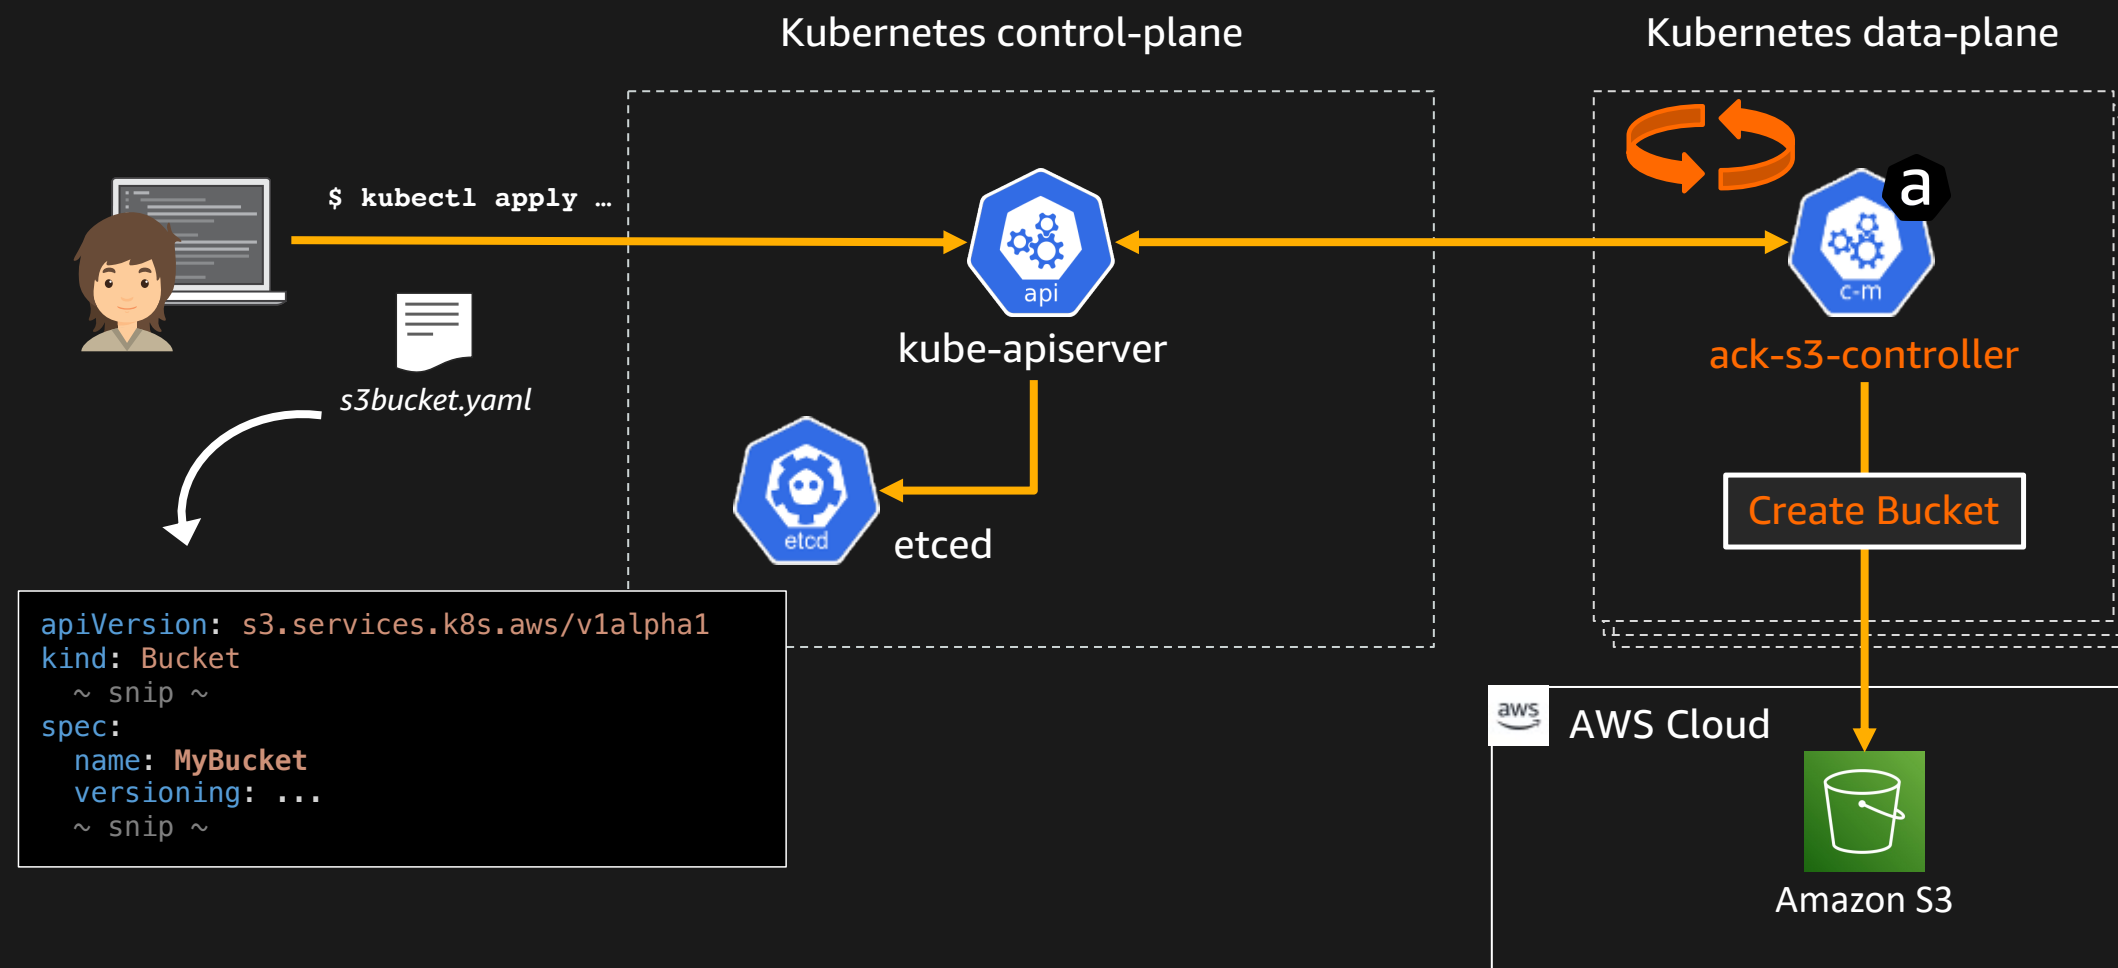 Kubernetes control-plane
Kubernetes data-plane
$ kubectl apply …
a
api
c-m
kube-apiserver
ack-s3-controller
s3bucket.yaml
etcd
etced
Create Bucket
apiVersion: s3.services.k8s.aws/v1alpha1
kind: Bucket
~ snip ~
spec:
name: MyBucket
versioning: ...
~ snip ~
aws
AWS Cloud
Amazon S3